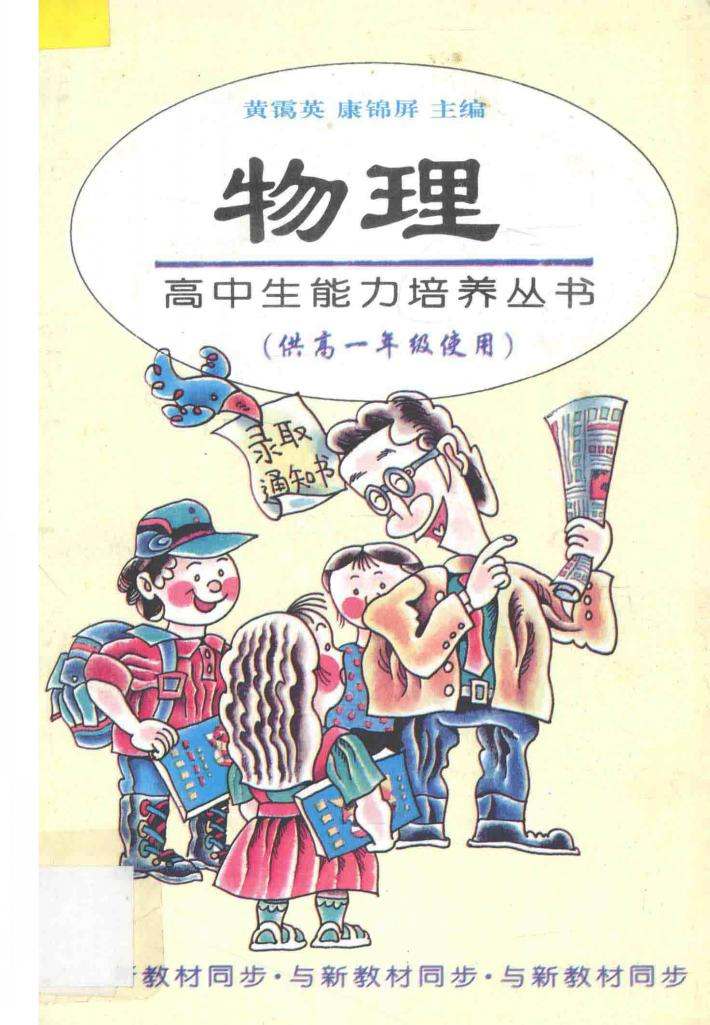 黄霭英 康锦屏 主编
物理
高中生能力培养丛书
(供高一年级使用)
录取
通知书
新教材同步·与新教材同步·与新教材同步